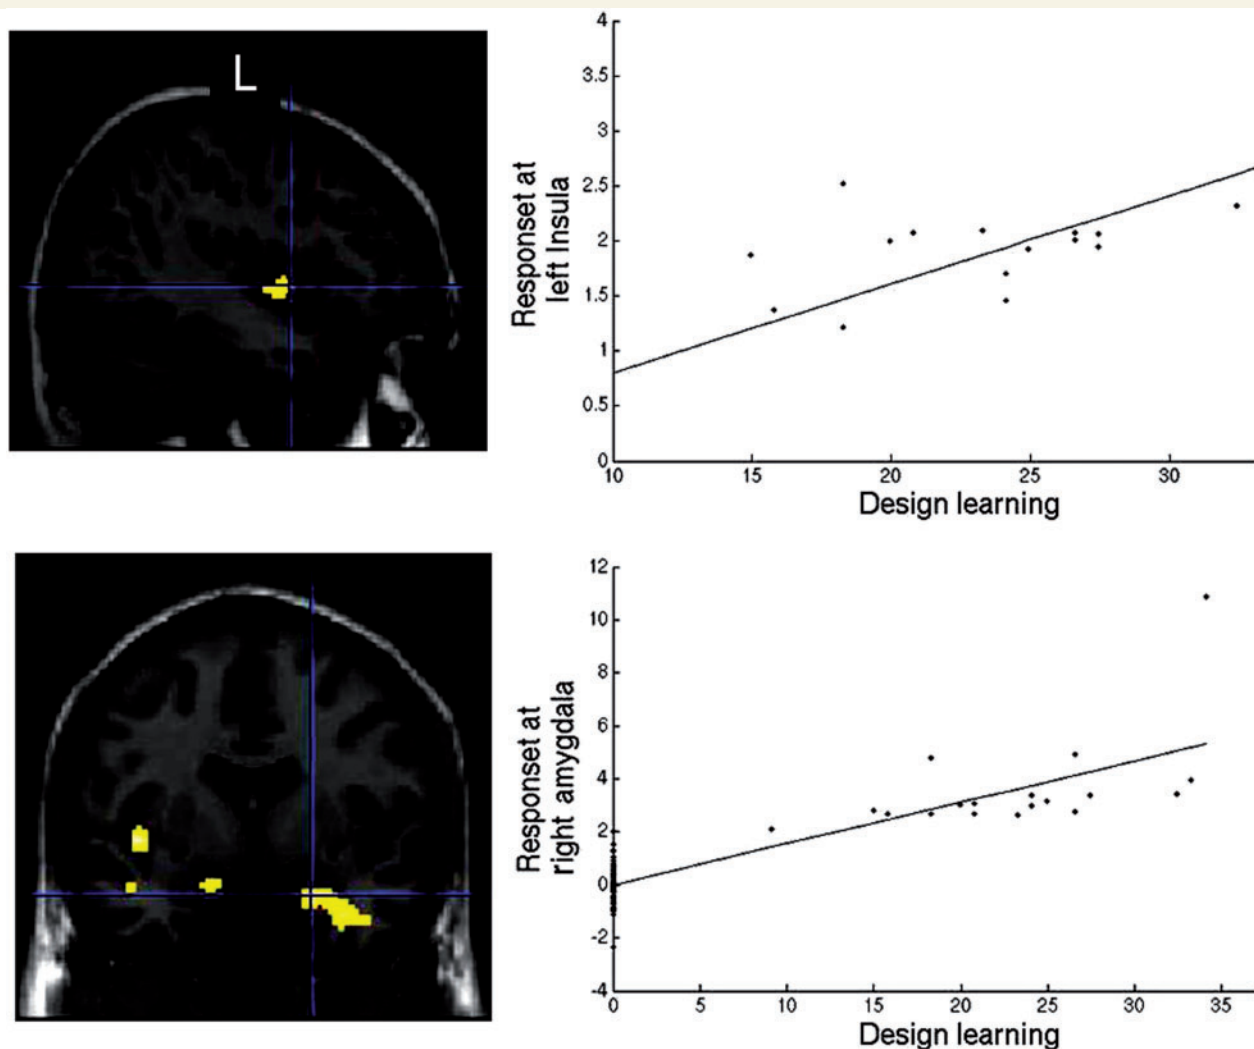 L
4
3.5
3
2.5
2
1.5
1
0.5
0
10 15 20 25 30
Responset at
left Insula
Design learning
12
10
8
6
4
2
0
-2
-4
0 5 10 15 20 25 30 35
Responset at
right amygdala
Design learning